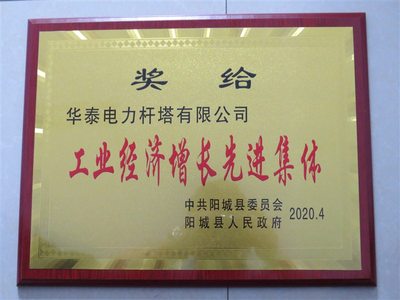 奖 给
华泰电力杆塔有限公司
工业经济增长先进集体
中共阳城县委员会
阳城县人民政府 2020.4